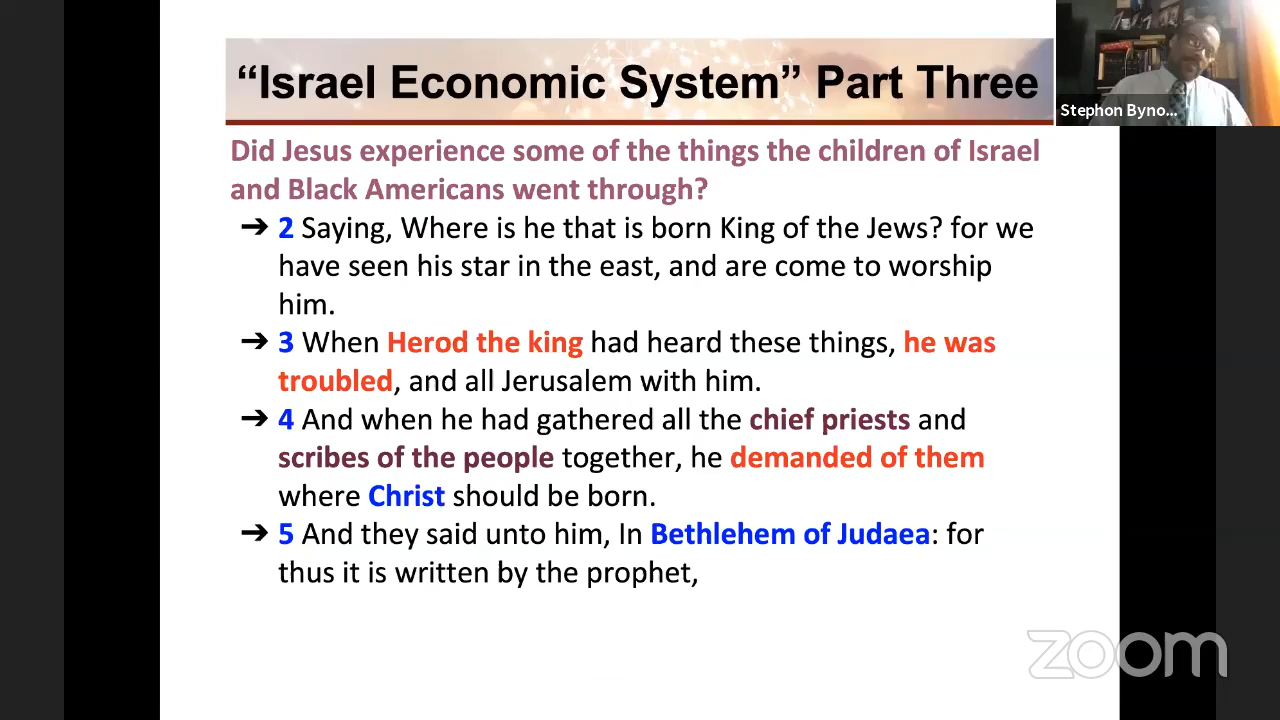 “Israel Economic System” Part Three
Stephon Byno...
Did Jesus experience some of the things the children of Israel
and Black Americans went through?
➔ 2 Saying, Where is he that is born King of the Jews? for we
have seen his star in the east, and are come to worship
him.
➔ 3 When Herod the king had heard these things, he was
troubled, and all Jerusalem with him.
➔ 4 And when he had gathered all the chief priests and
scribes of the people together, he demanded of them
where Christ should be born.
➔ 5 And they said unto him, In Bethlehem of Judaea: for
thus it is written by the prophet,
zoom